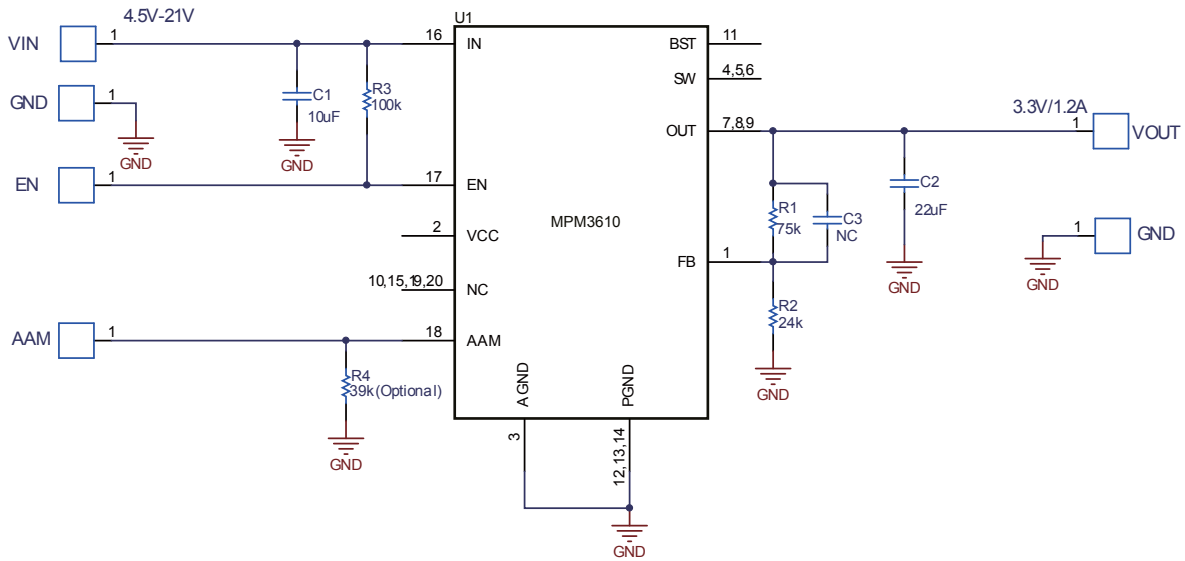 4.5V-21V
U1
VIN
1
16
IN
BST
11
C1
10uF
R3
100k
SW
4,5,6
GND
1
GND
GND
OUT
7,8,9
3.3V/1.2A
1
VOUT
EN
1
17
EN
2
VCC
MPM3610
R1
75k
C3
NC
C2
22uF
1
GND
FB
1
GND
GND
10,15,19,20
NC
R2
24k
AAM
1
18
AAM
R4
39k(Optional)
GND
GND
AGND
PGND
3
12,13,14
GND